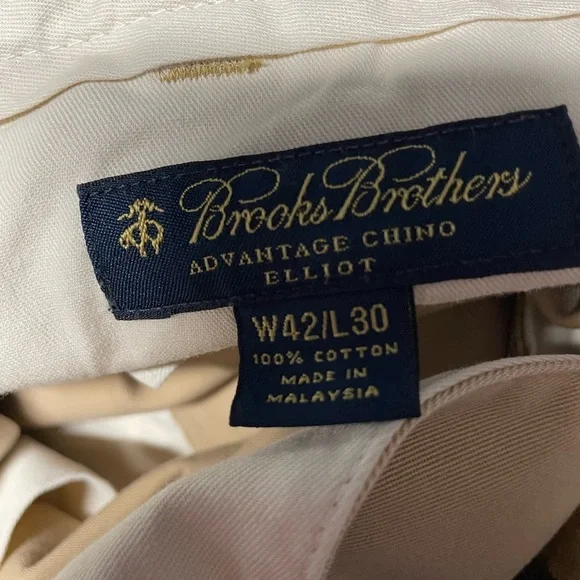 Brooks Brothers
ADVANTAGE CHINO
ELLIOT
W42/L30
100% COTTON
MADE IN
MALAYSIA